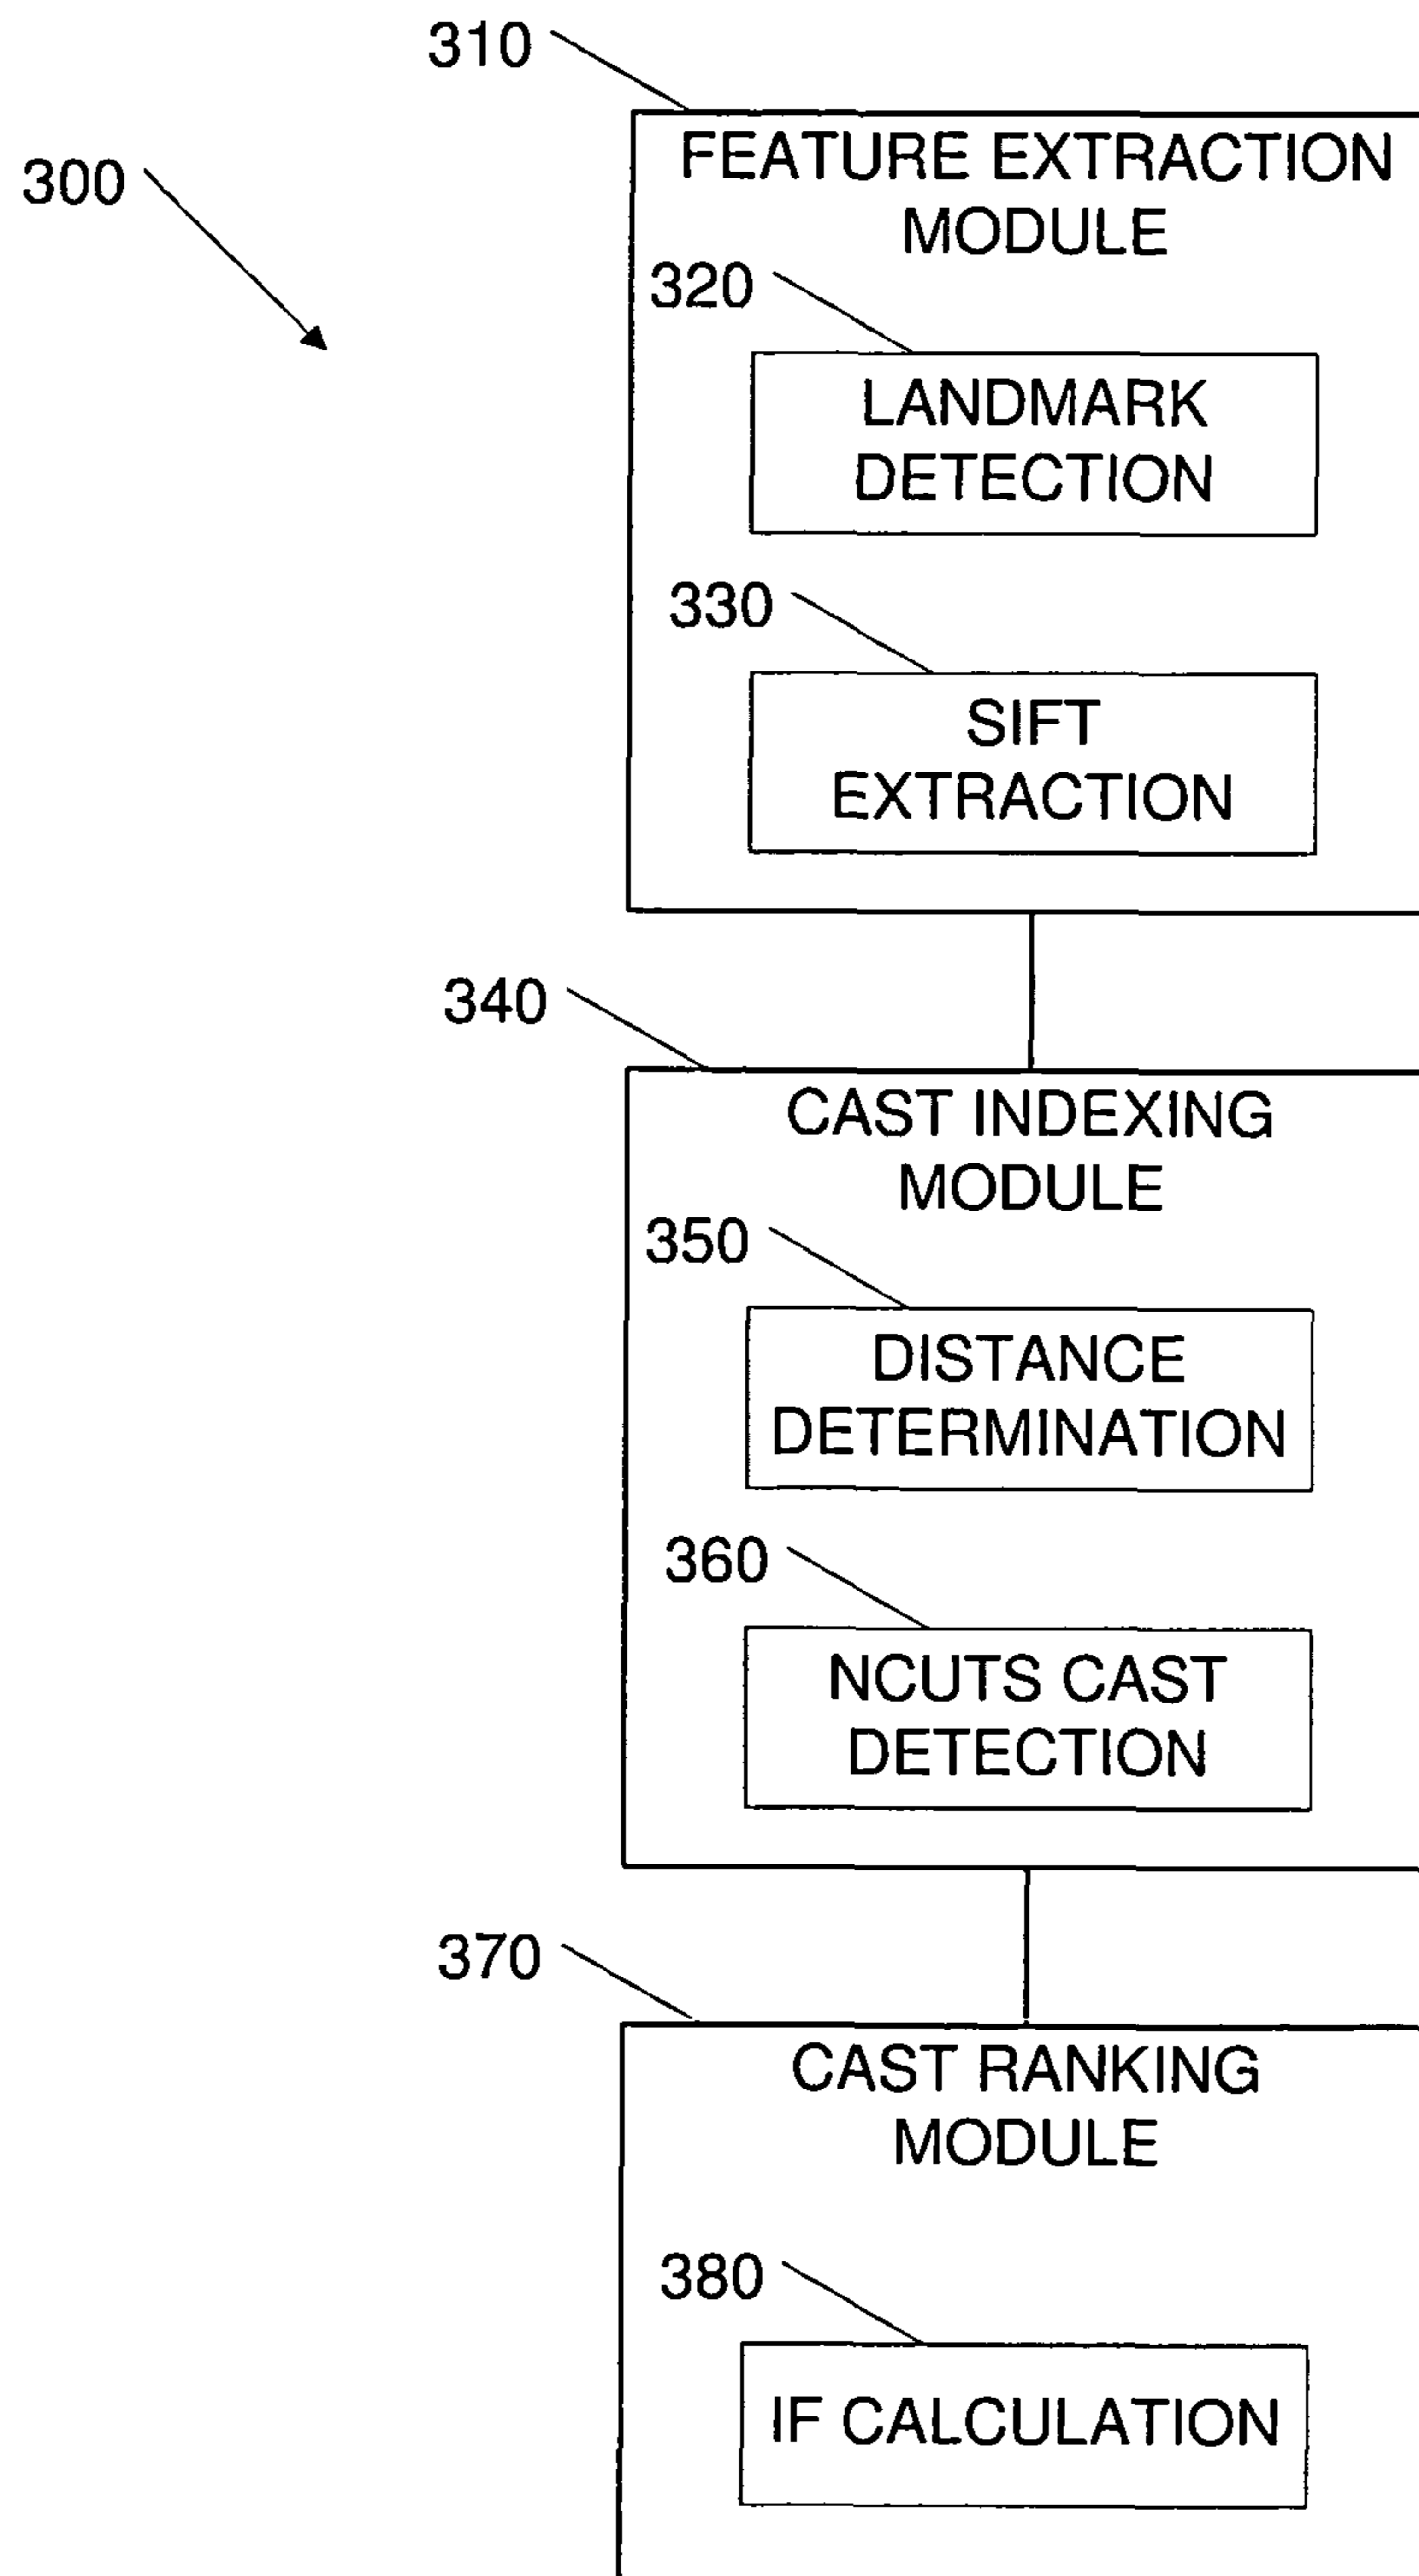 310
FEATURE EXTRACTION
MODULE
300
320
LANDMARK
DETECTION
330
SIFT
EXTRACTION
340
CAST INDEXING
MODULE
350
DISTANCE
DETERMINATION
360
NCUTS CAST
DETECTION
370
CAST RANKING
MODULE
380
IF CALCULATION